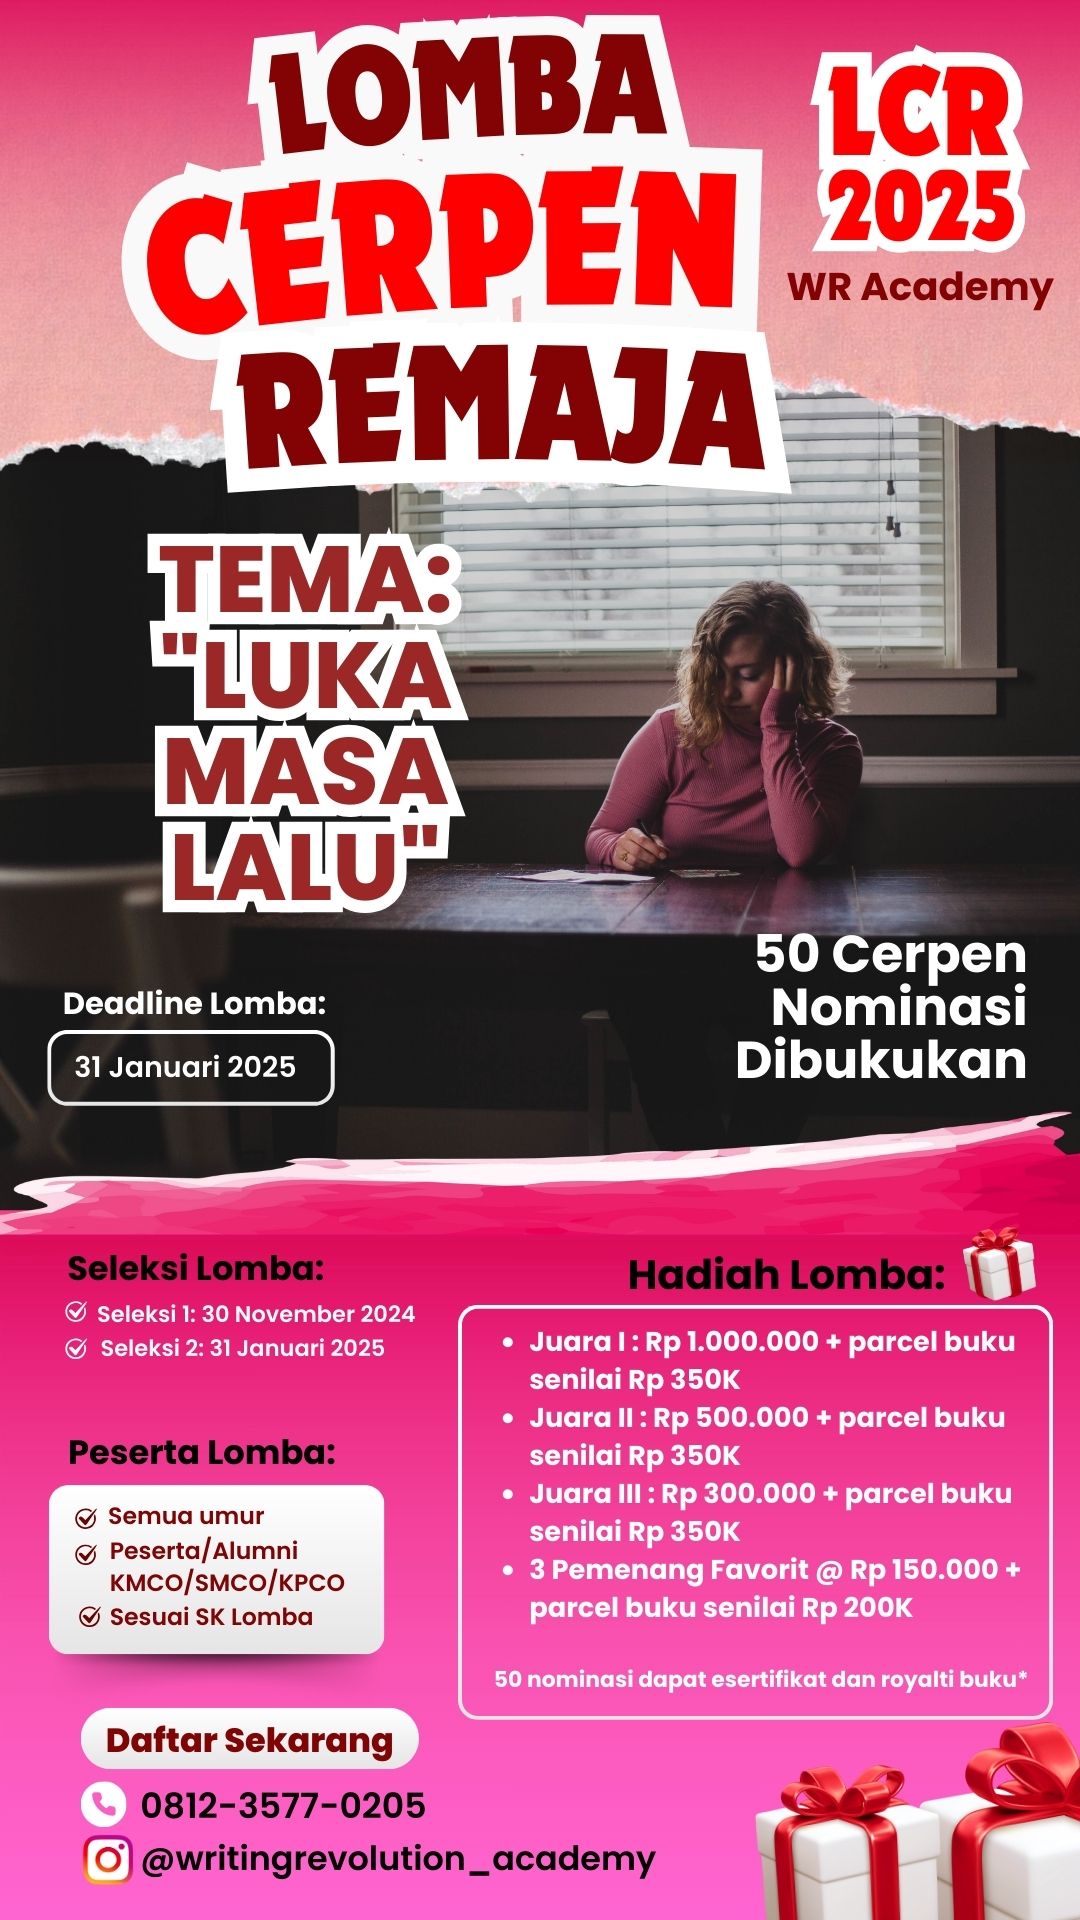 LOMBA
CERPEN
REMAJA
LCR
2025
WR Academy
TEMA:
"LUKA
MASA
LALU"
50 Cerpen
Nominasi
Dibukukan
Deadline Lomba:
31 Januari 2025
Seleksi Lomba:
Seleksi 1: 30 November 2024
Seleksi 2: 31 Januari 2025
Peserta Lomba:
Semua umur
Peserta/Alumni
KMCO/SMCO/KPCO
Sesuai SK Lomba
Hadiah Lomba:
• Juara I : Rp 1.000.000 + parcel buku
senilai Rp 350K
• Juara II : Rp 500.000 + parcel buku
senilai Rp 350K
• Juara III : Rp 300.000 + parcel buku
senilai Rp 350K
• 3 Pemenang Favorit @ Rp 150.000 +
parcel buku senilai Rp 200K
50 nominasi dapat esertifikat dan royalti buku*
Daftar Sekarang
0812-3577-0205
@writingrevolution_academy